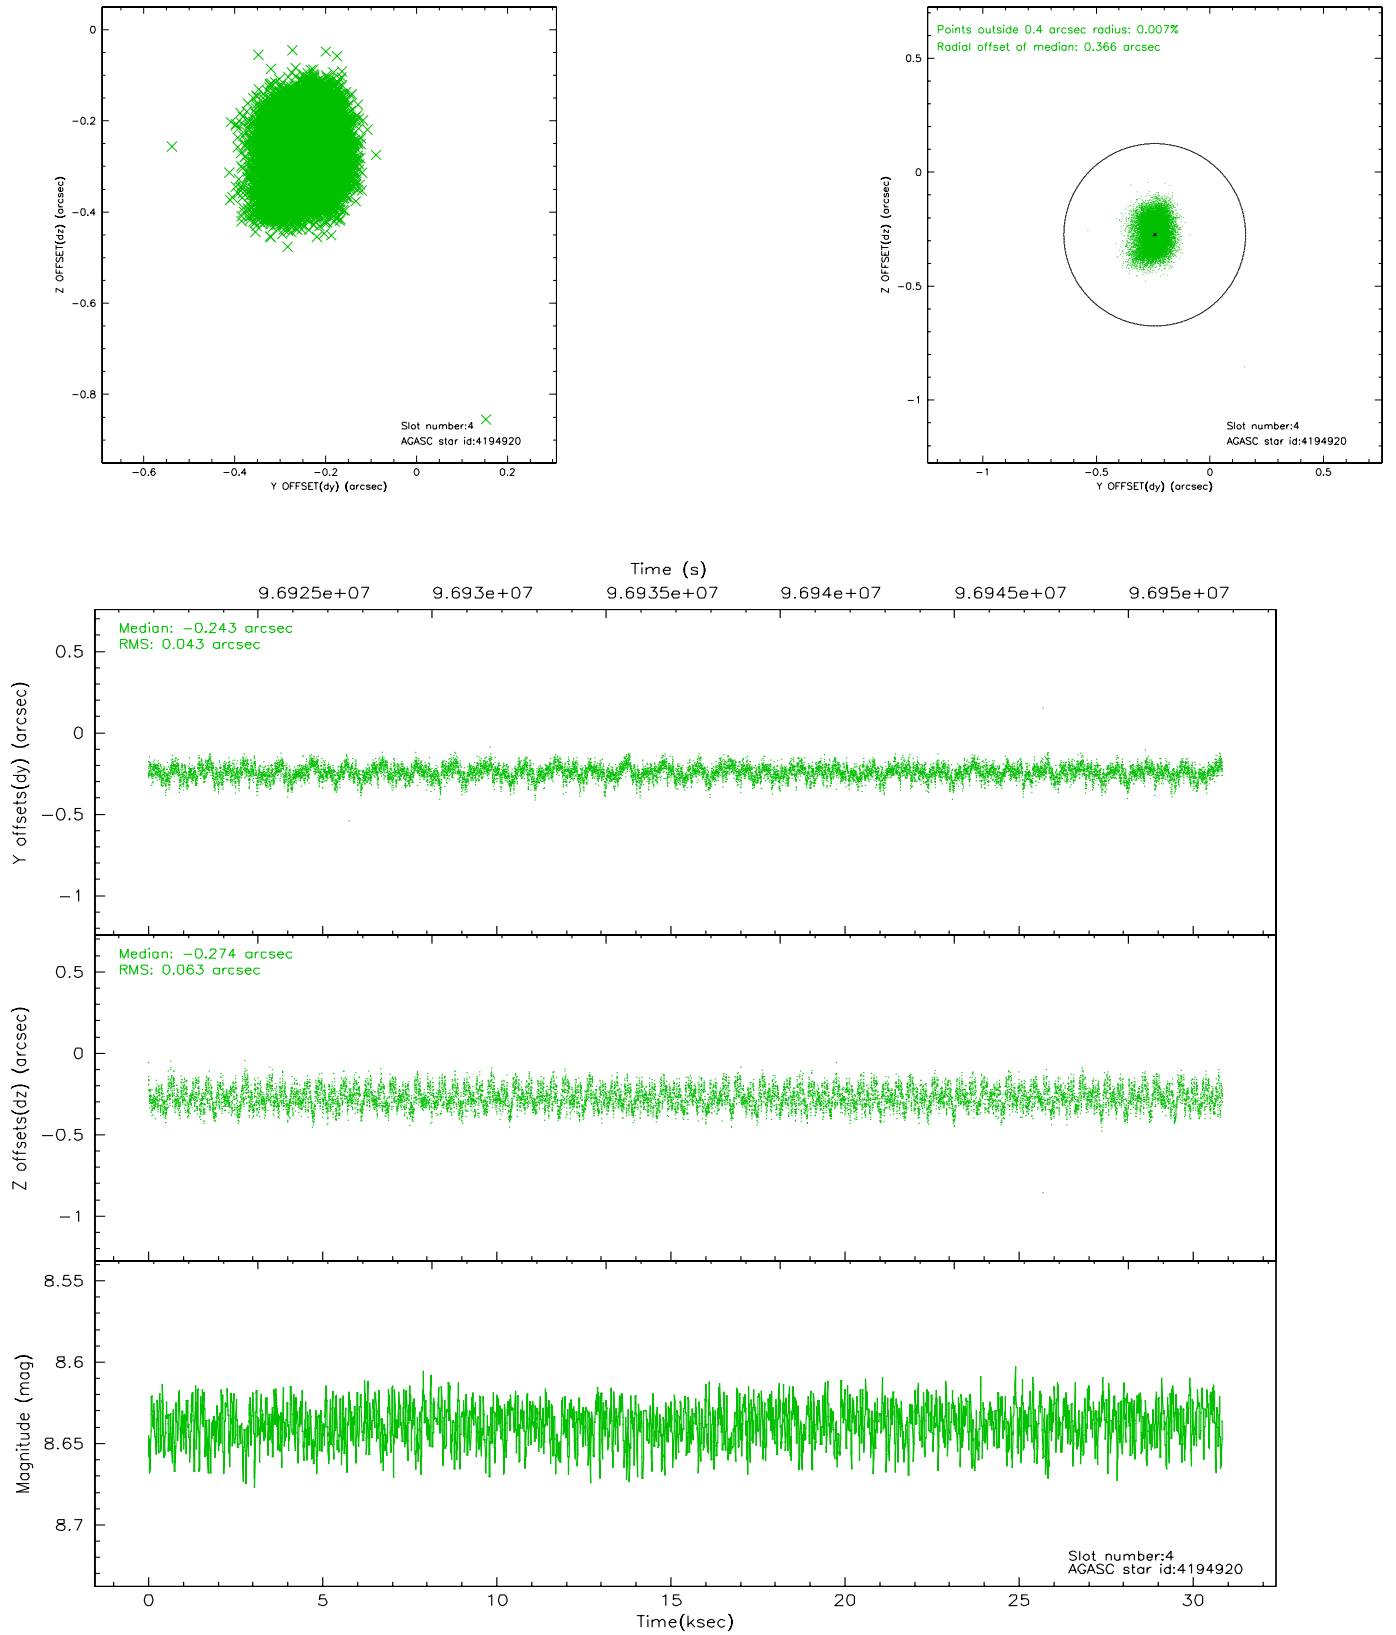 0
−0.2
−0.4
−0.6
−0.8
Z OFFSET(dz) (arcsec)
Slot number:4
AGASC star id:4194920
−0.6 −0.4 −0.2 0 0.2
Y OFFSET(dy) (arcsec)
Points outside 0.4 arcsec radius: 0.007%
Radial offset of median: 0.366 arcsec
0.5
0
−0.5
−1
Z OFFSET(dz) (arcsec)
Slot number:4
AGASC star id:4194920
−1 −0.5 0 0.5
Y OFFSET(dy) (arcsec)
Time (s)
9.6925e+07 9.693e+07 9.6935e+07 9.694e+07 9.6945e+07 9.695e+07
Median: −0.243 arcsec
RMS: 0.043 arcsec
0.5
0
−0.5
−1
Y offsets(dy) (arcsec)
Median: −0.274 arcsec
RMS: 0.063 arcsec
0.5
0
−0.5
−1
Z offsets(dz) (arcsec)
8.55
8.6
8.65
8.7
Magnitude (mag)
Slot number:4
AGASC star id:4194920
0 5 10 15 20 25 30
Time(ksec)